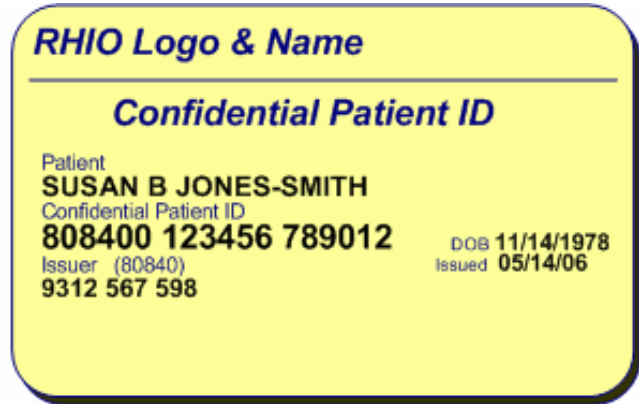 RHIO Logo & Name
Confidential Patient ID
Patient
SUSAN B JONES-SMITH
Confidential Patient ID
808400 123456 789012 DOB 11/14/1978
Issuer (80840) Issued 05/14/06
9312 567 598